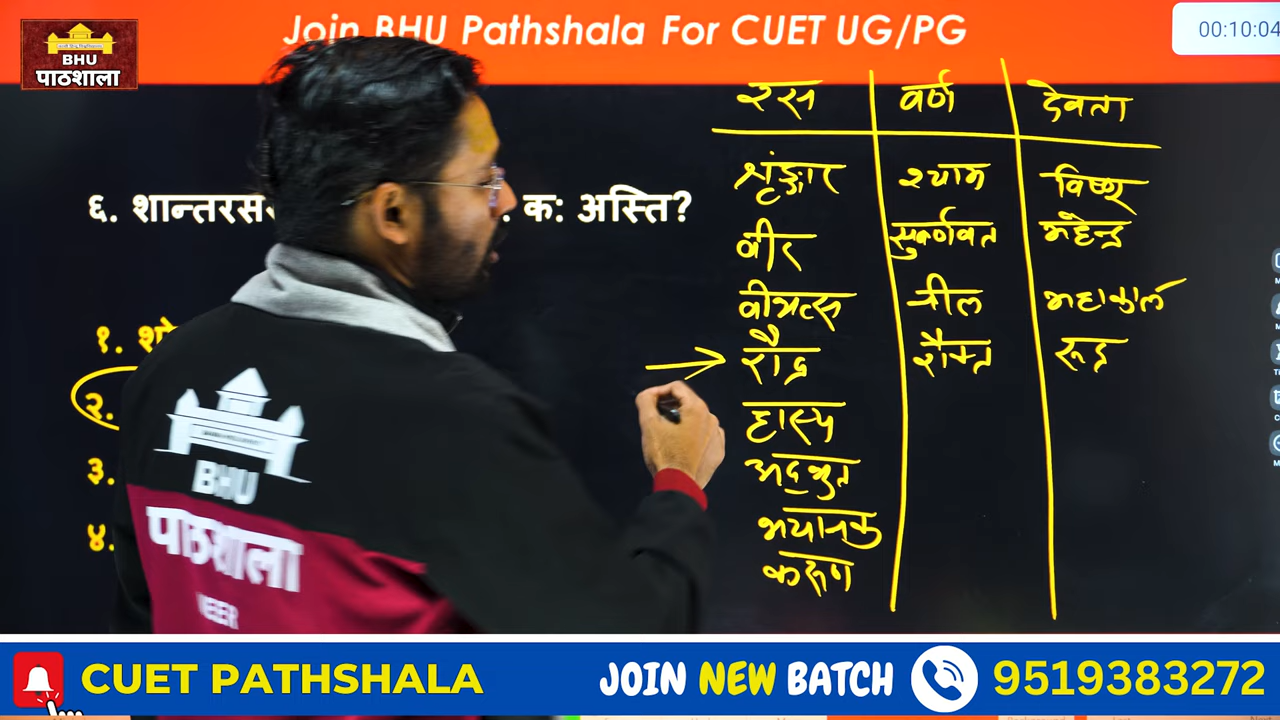 Join BHU Pathshala For CUET UG/PG
00:10:04
BHU
पाठशाला
रस वर्ण देवता
शृंङ्गार श्याम विष्णु
६. शान्तरस कः अस्ति?
वीर सुवर्णवत महेन्द्र
बीभत्स नील महाकाल
१.
रौद्र रुद्र
२.
हास्य
३.
अद्भुत
४.
भयानक
करूण
BHU
पाठशाला
CUET PATHSHALA
JOIN NEW BATCH
9519383272